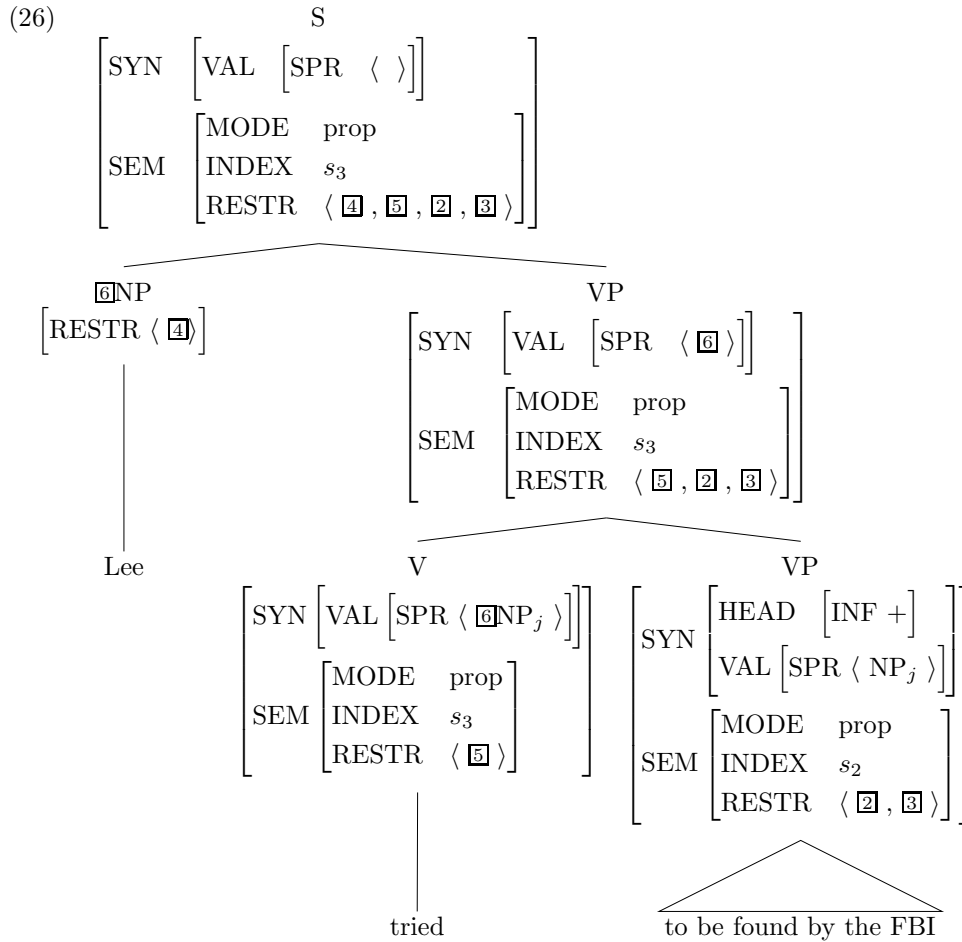 (26) S
[SYN [VAL [SPR ⟨ ⟩]]]
[SEM [MODE prop
INDEX s₃
RESTR ⟨ 4 , 5 , 2 , 3 ⟩]]
6NP VP
[RESTR ⟨ 4⟩]
[SYN [VAL [SPR ⟨ 6 ⟩]]]
[SEM [MODE prop
INDEX s₃
RESTR ⟨ 5 , 2 , 3 ⟩]]
Lee V VP
[SYN [VAL [SPR ⟨ 6NPⱼ ⟩]]]
[SEM [MODE prop
INDEX s₃
RESTR ⟨ 5 ⟩]]
[SYN [HEAD [INF +]
VAL [SPR ⟨ NPⱼ ⟩]]]
[SEM [MODE prop
INDEX s₂
RESTR ⟨ 2 , 3 ⟩]]
tried to be found by the FBI